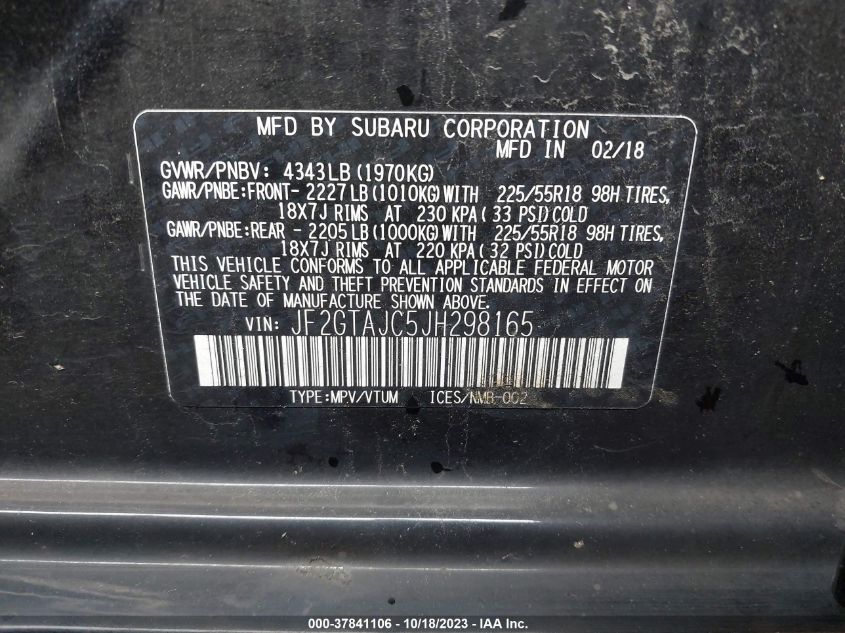 MFD BY SUBARU CORPORATION
MFD IN 02/18
GVWR/PNBV: 4343LB (1970KG)
GAWR/PNBE:FRONT- 2227LB(1010KG)WITH 225/55R18 98H TIRES,
18X7J RIMS AT 230 KPA( 33 PSI)COLD
GAWR/PNBE:REAR - 2205LB(1000KG)WITH 225/55R18 98H TIRES,
18X7J RIMS AT 220 KPA( 32 PSI)COLD
THIS VEHICLE CONFORMS TO ALL APPLICABLE FEDERAL MOTOR
VEHICLE SAFETY AND THEFT PREVENTION STANDARDS IN EFFECT ON
THE DATE OF MANUFACTURE SHOWN ABOVE.
VIN: JF2GTAJC5JH298165
TYPE:MPV/VTUM ICES/NMB-002
000-37841106 - 10/18/2023 - © IAA, Inc.